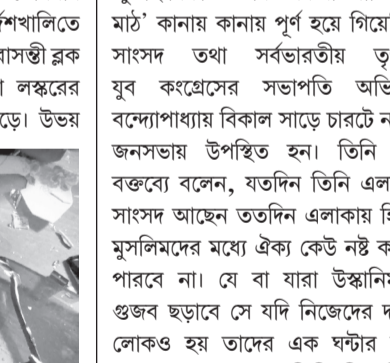 শখালিতে
বাসন্তী ব্লক
লস্করের
ড়ে। উভয়
মাঠ’ কানায় কানায় পূর্ণ হয়ে গিয়ে
সাংসদ তথা সর্বভারতীয় তৃ
যুব কংগ্রেসের সভাপতি অভি
বন্দ্যোপাধ্যায় বিকাল সাড়ে চারটে ন
জনসভায় উপস্থিত হন। তিনি
বক্তব্যে বলেন, যতদিন তিনি এল
সাংসদ আছেন ততদিন এলাকায় হি
মুসলিমদের মধ্যে ঐক্য কেউ নষ্ট ক
পারবে না। যে বা যারা উস্কানি
গুজব ছড়াবে সে যদি নিজেদের দ
লোকও হয় তাদের এক ঘন্টার